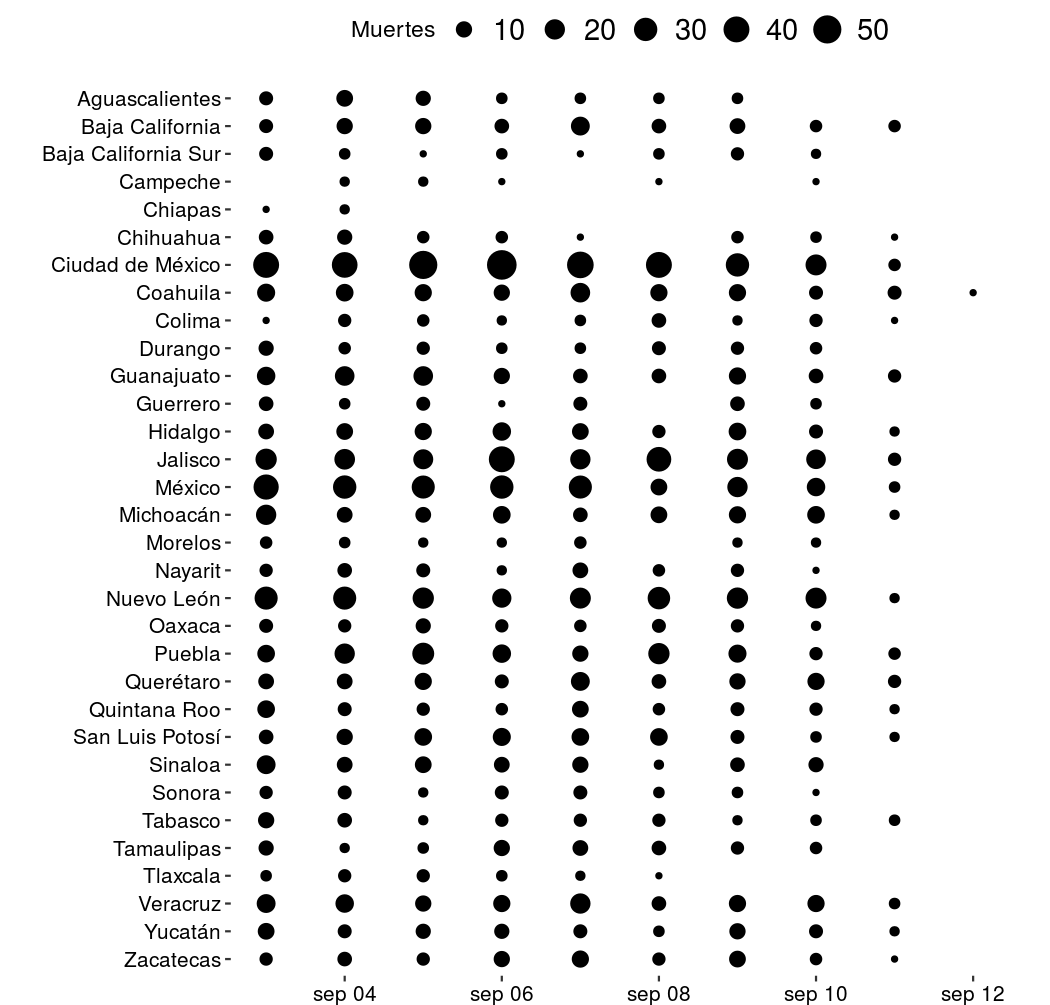 Muertes 10 20 30 40 50
Aguascalientes
Baja California
Baja California Sur
Campeche
Chiapas
Chihuahua
Ciudad de México
Coahuila
Colima
Durango
Guanajuato
Guerrero
Hidalgo
Jalisco
México
Michoacán
Morelos
Nayarit
Nuevo León
Oaxaca
Puebla
Querétaro
Quintana Roo
San Luis Potosí
Sinaloa
Sonora
Tabasco
Tamaulipas
Tlaxcala
Veracruz
Yucatán
Zacatecas
sep 04 sep 06 sep 08 sep 10 sep 12